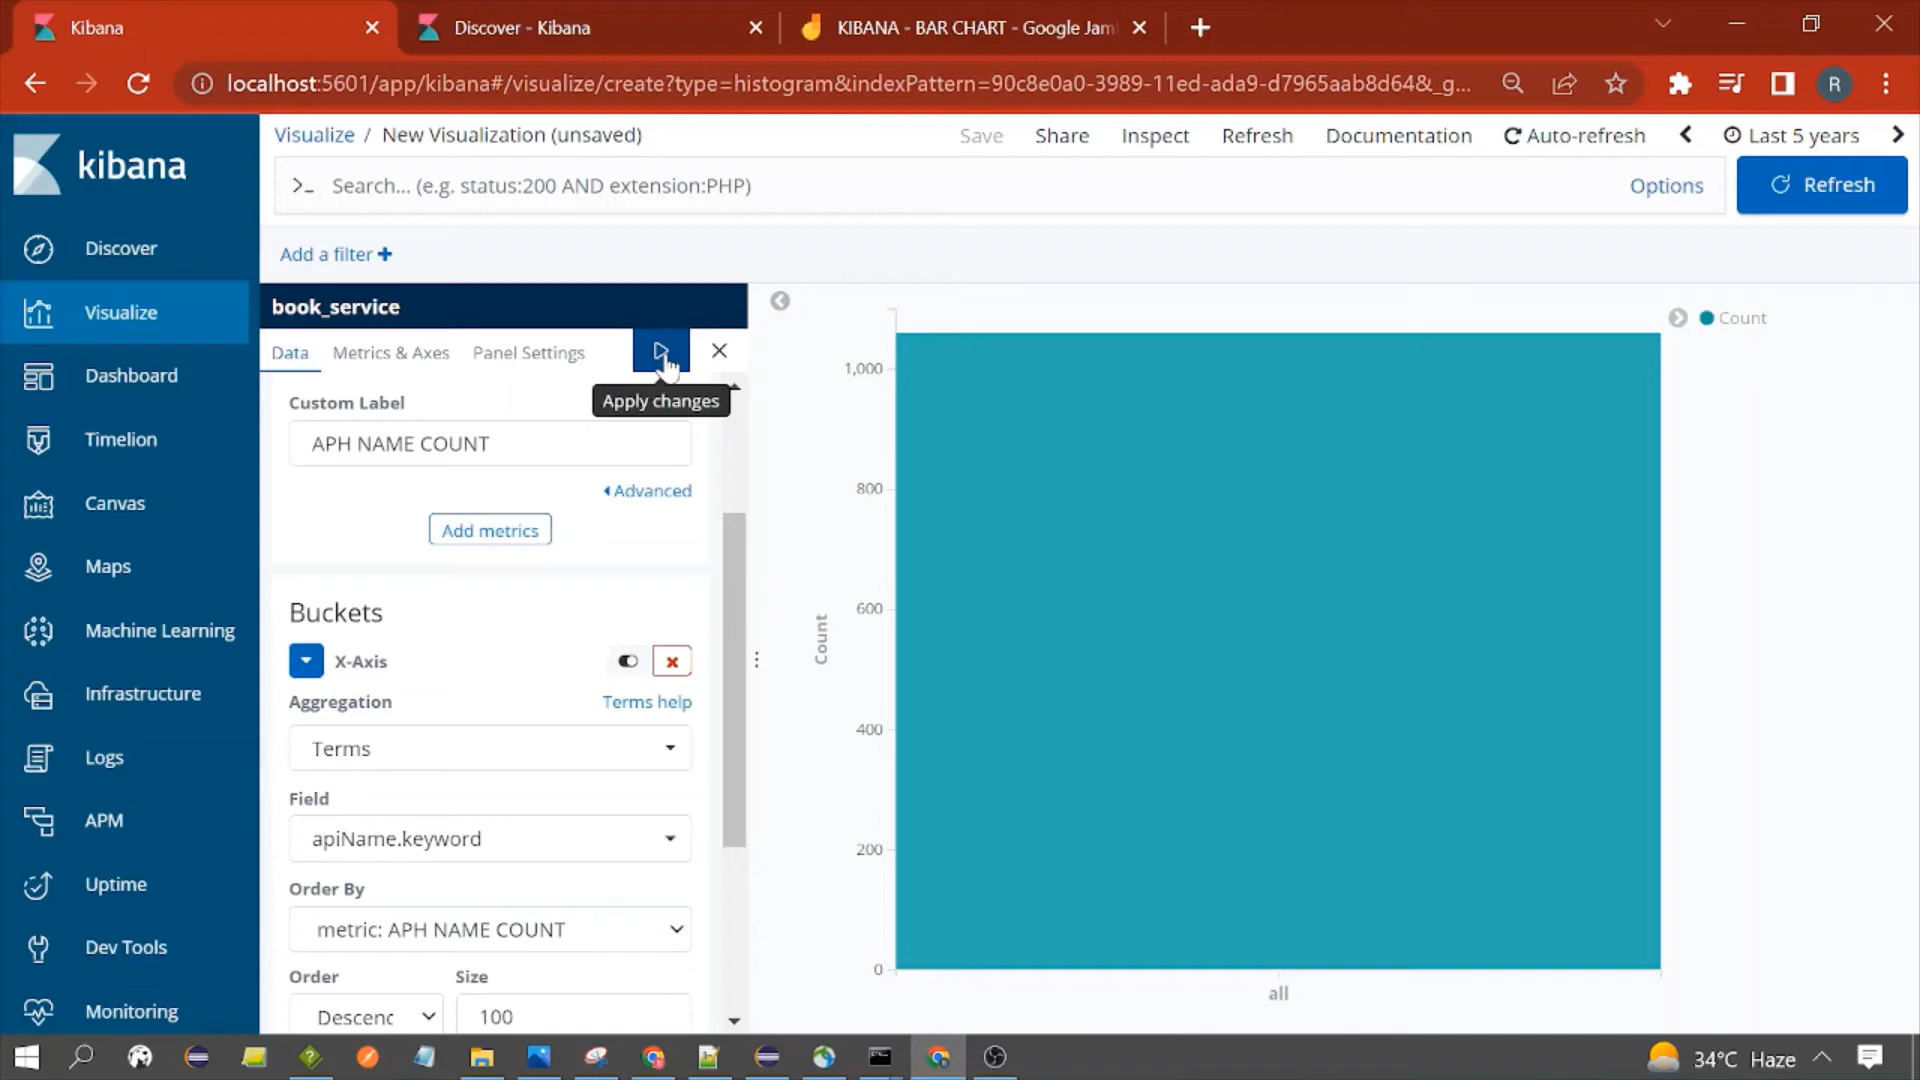 Kibana
Discover - Kibana
KIBANA - BAR CHART - Google Jam
localhost:5601/app/kibana#/visualize/create?type=histogram&indexPattern=90c8e0a0-3989-11ed-ada9-d7965aab8d64&_g...
R
kibana
Visualize / New Visualization (unsaved)
Save Share Inspect Refresh Documentation Auto-refresh Last 5 years
>_ Search... (e.g. status:200 AND extension:PHP) Options Refresh
Add a filter +
Discover
Visualize
Dashboard
Timelion
Canvas
Maps
Machine Learning
Infrastructure
Logs
APM
Uptime
Dev Tools
Monitoring
book_service
Data Metrics & Axes Panel Settings
Apply changes
Custom Label
APH NAME COUNT
Advanced
Add metrics
Buckets
X-Axis
Aggregation Terms help
Terms
Field
apiName.keyword
Order By
metric: APH NAME COUNT
Order Size
Descenc 100
Count
1,000
800
600
400
200
0
Count
all
34°C Haze